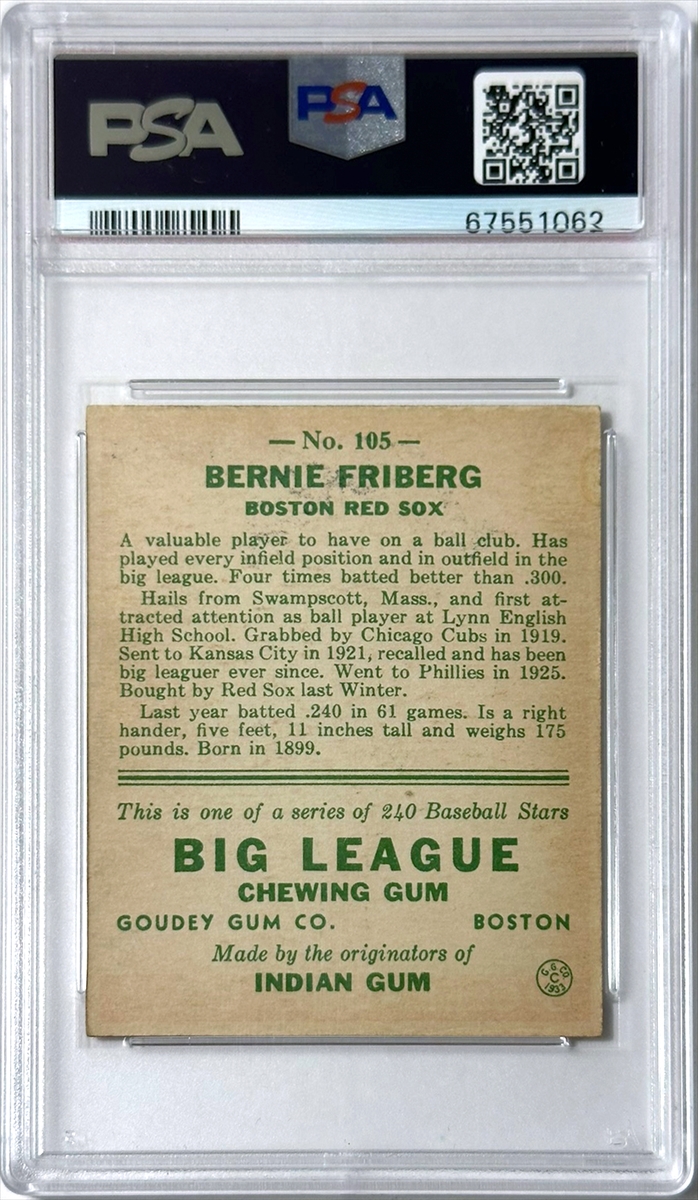 PSA
PSA
67551062
— No. 105 —
BERNIE FRIBERG
BOSTON RED SOX
A valuable player to have on a ball club. Has
played every infield position and in outfield in the
big league. Four times batted better than .300.
Hails from Swampscott, Mass., and first at-
tracted attention as ball player at Lynn English
High School. Grabbed by Chicago Cubs in 1919.
Sent to Kansas City in 1921, recalled and has been
big leaguer ever since. Went to Phillies in 1925.
Bought by Red Sox last Winter.
Last year batted .240 in 61 games. Is a right
hander, five feet, 11 inches tall and weighs 175
pounds. Born in 1899.
This is one of a series of 240 Baseball Stars
BIG LEAGUE
CHEWING GUM
GOUDEY GUM CO. BOSTON
Made by the originators of
INDIAN GUM
G. G. CO.
C
1933